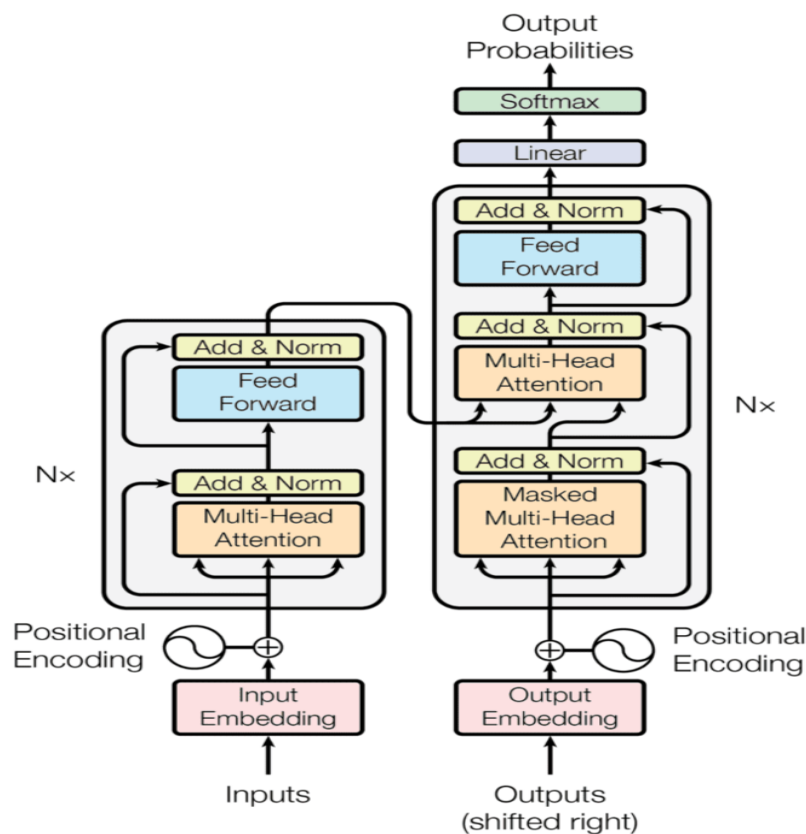 Output
Probabilities
Softmax
Linear
Add & Norm
Feed
Forward
Add & Norm
Multi-Head
Attention
Add & Norm
Masked
Multi-Head
Attention
Nx
Add & Norm
Feed
Forward
Add & Norm
Multi-Head
Attention
Nx
Positional
Encoding
Positional
Encoding
Input
Embedding
Output
Embedding
Inputs
Outputs
(shifted right)